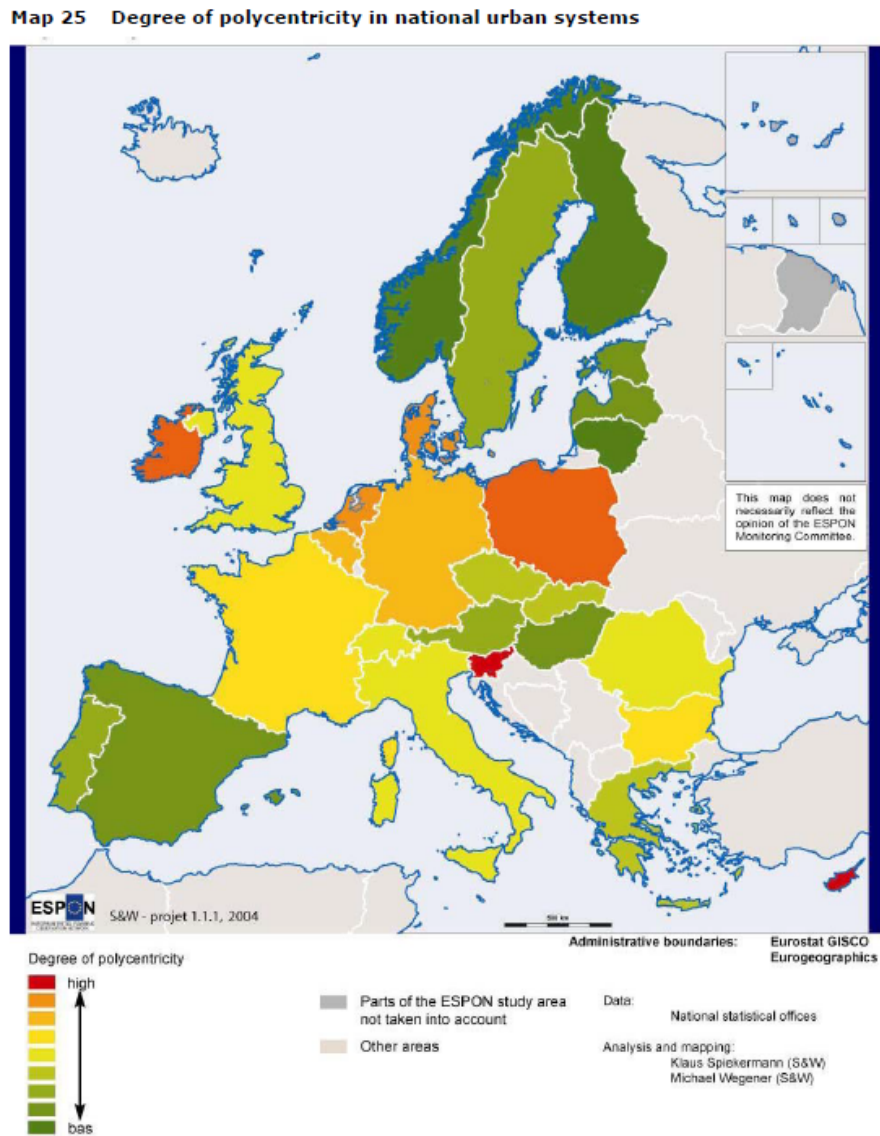 Map 25 Degree of polycentricity in national urban systems
This map does not
necessarily reflect the
opinion of the ESPON
Monitoring Committee.
ESPON
S&W - projet 1.1.1, 2004
500 km
Administrative boundaries: Eurostat GISCO
Eurogeographics
Degree of polycentricity
high
bas
Parts of the ESPON study area
not taken into account
Other areas
Data:
National statistical offices
Analysis and mapping:
Klaus Spiekermann (S&W)
Michael Wegener (S&W)